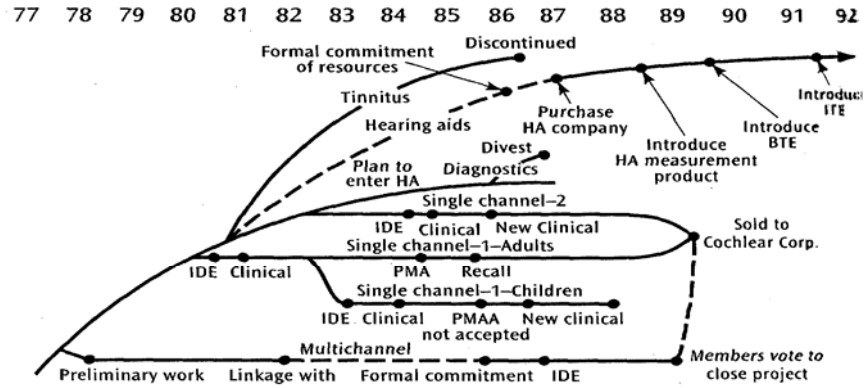 77 78 79 80 81 82 83 84 85 86 87 88 89 90 91 92
Formal commitment
of resources
Discontinued
Tinnitus
Hearing aids
Purchase
HA company
Introduce
HA measurement
product
Introduce
BTE
Introduce
ITE
Plan to
enter HA
Divest
Diagnostics
Single channel–2
IDE Clinical New Clinical
Single channel–1–Adults
IDE Clinical PMA Recall
Sold to
Cochlear Corp.
Single channel–1–Children
IDE Clinical PMAA New clinical
not accepted
Multichannel
Preliminary work Linkage with Formal commitment IDE
Members vote to
close project